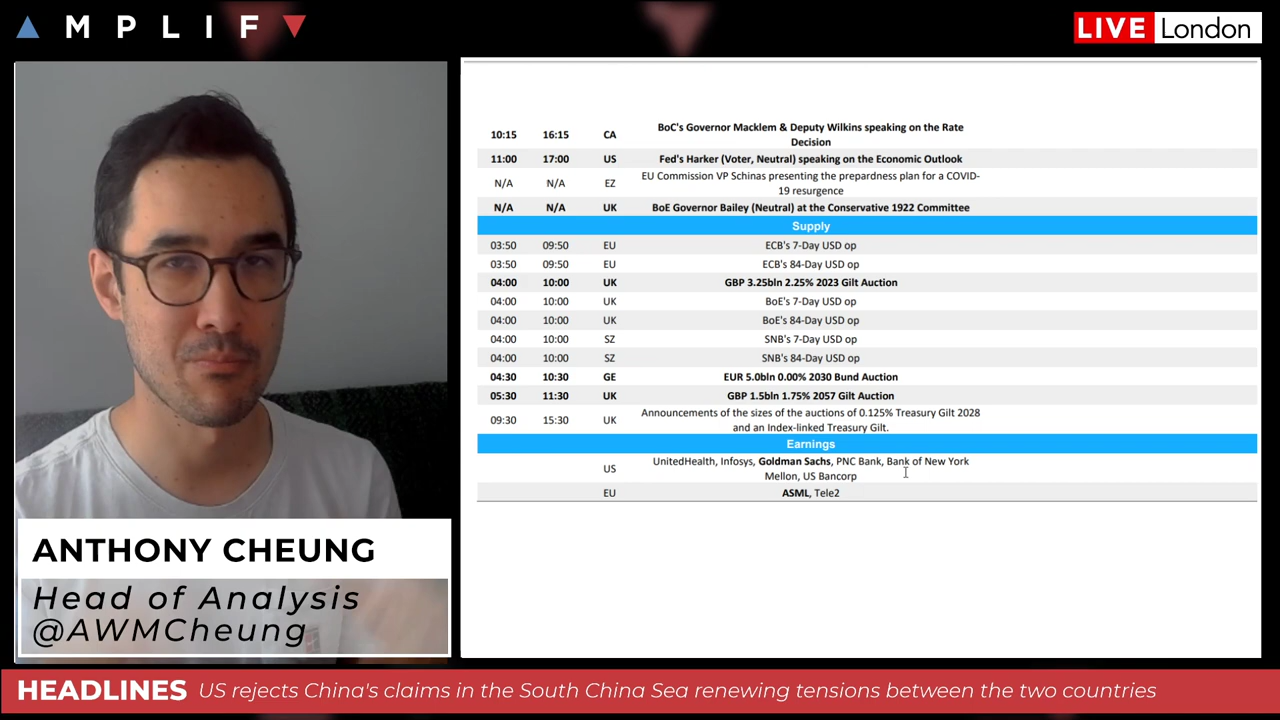 ▲ M P L I F ▼
LIVE London
10:15 16:15 CA BoC's Governor Macklem & Deputy Wilkins speaking on the Rate
Decision
11:00 17:00 US Fed's Harker (Voter, Neutral) speaking on the Economic Outlook
N/A N/A EZ EU Commission VP Schinas presenting the prepardness plan for a COVID-
19 resurgence
N/A N/A UK BoE Governor Bailey (Neutral) at the Conservative 1922 Committee
Supply
03:50 09:50 EU ECB's 7-Day USD op
03:50 09:50 EU ECB's 84-Day USD op
04:00 10:00 UK GBP 3.25bln 2.25% 2023 Gilt Auction
04:00 10:00 UK BoE's 7-Day USD op
04:00 10:00 UK BoE's 84-Day USD op
04:00 10:00 SZ SNB's 7-Day USD op
04:00 10:00 SZ SNB's 84-Day USD op
04:30 10:30 GE EUR 5.0bln 0.00% 2030 Bund Auction
05:30 11:30 UK GBP 1.5bln 1.75% 2057 Gilt Auction
09:30 15:30 UK Announcements of the sizes of the auctions of 0.125% Treasury Gilt 2028
and an Index-linked Treasury Gilt.
Earnings
US UnitedHealth, Infosys, Goldman Sachs, PNC Bank, Bank of New York
Mellon, US Bancorp
EU ASML, Tele2
ANTHONY CHEUNG
Head of Analysis
@AWMCheung
HEADLINES US rejects China's claims in the South China Sea renewing tensions between the two countries